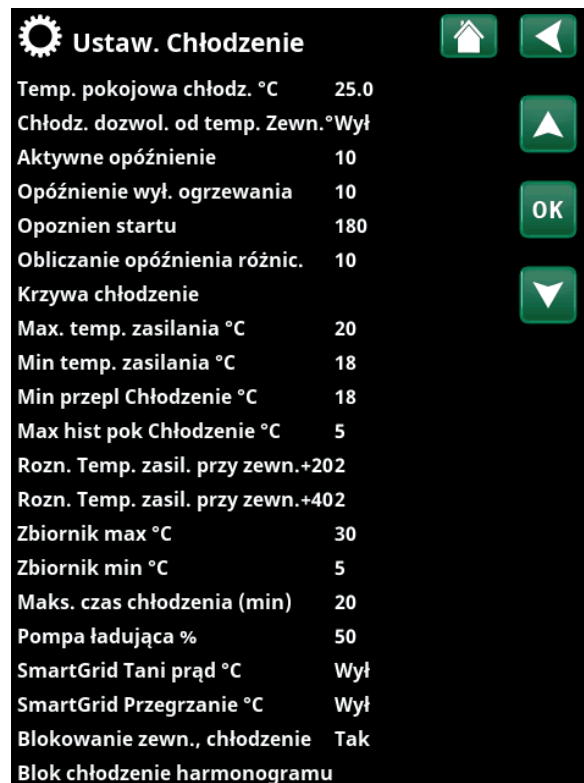 Ustaw. Chłodzenie
Temp. pokojowa chłodz. °C 25.0
Chłodz. dozwol. od temp. Zewn.°Wył
Aktywne opóźnienie 10
Opóźnienie wył. ogrzewania 10
Opoznien startu 180
OK
Obliczanie opóźnienia różnic. 10
Krzywa chłodzenie
Max. temp. zasilania °C 20
Min temp. zasilania °C 18
Min przepl Chłodzenie °C 18
Max hist pok Chłodzenie °C 5
Rozn. Temp. zasil. przy zewn.+202
Rozn. Temp. zasil. przy zewn.+402
Zbiornik max °C 30
Zbiornik min °C 5
Maks. czas chłodzenia (min) 20
Pompa ładująca % 50
SmartGrid Tani prąd °C Wył
SmartGrid Przegrzanie °C Wył
Blokowanie zewn., chłodzenie Tak
Blok chłodzenie harmonogramu